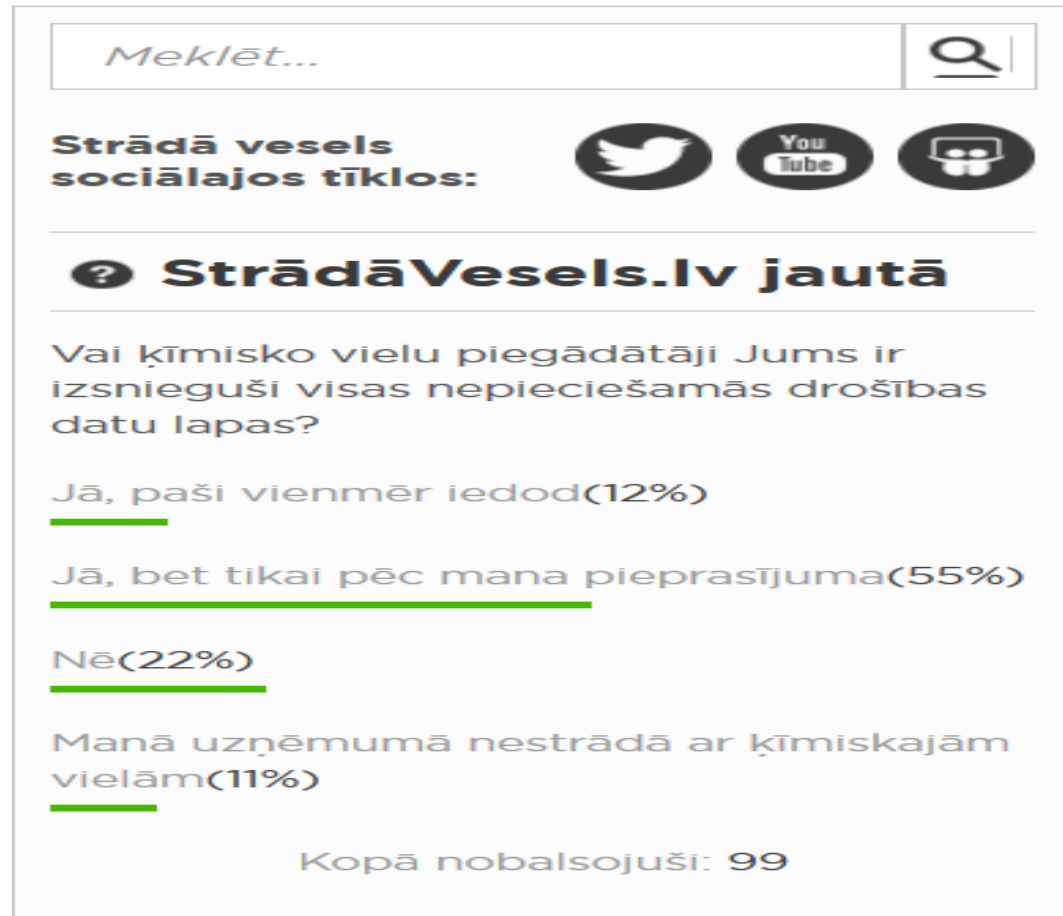 Meklēt...
Strādā vesels
sociālajos tīklos:
You
Tube
? StrādāVesels.lv jautā
Vai ķīmisko vielu piegādātāji Jums ir
izsnieguši visas nepieciešamās drošības
datu lapas?
Jā, paši vienmēr iedod(12%)
Jā, bet tikai pēc mana pieprasījuma(55%)
Nē(22%)
Manā uzņēmumā nestrādā ar ķīmiskajām
vielām(11%)
Kopā nobalsojuši: 99